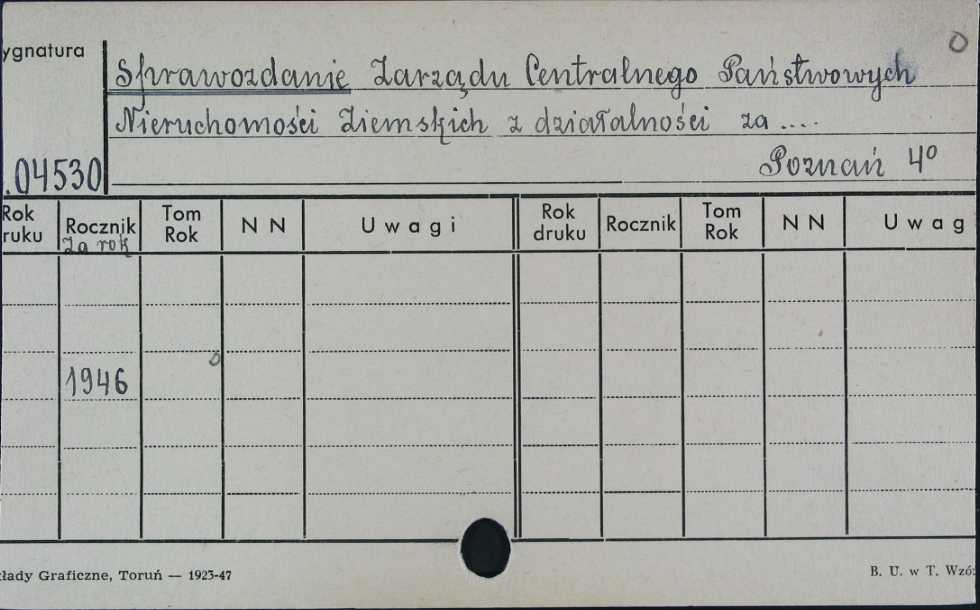 ygnatura
Sprawozdanie Zarządu Centralnego Państwowych
Nieruchomości Ziemskich z działalności za ....
.04530 Poznań 4º
Rok ruku Rocznik Tom Rok N N Uwagi Rok druku Rocznik Tom Rok N N Uwag
Za rok
1946
łady Graficzne, Toruń — 1923-47 B. U. w T. Wzó